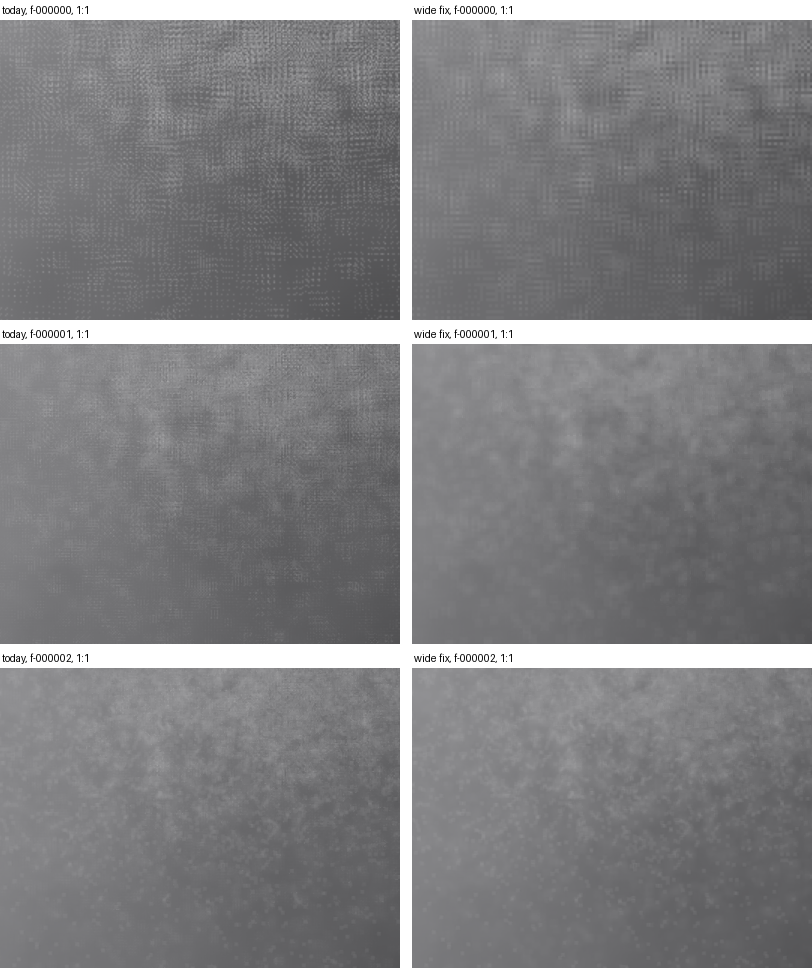 today, f-000000, 1:1
wide fix, f-000000, 1:1
today, f-000001, 1:1
wide fix, f-000001, 1:1
today, f-000002, 1:1
wide fix, f-000002, 1:1